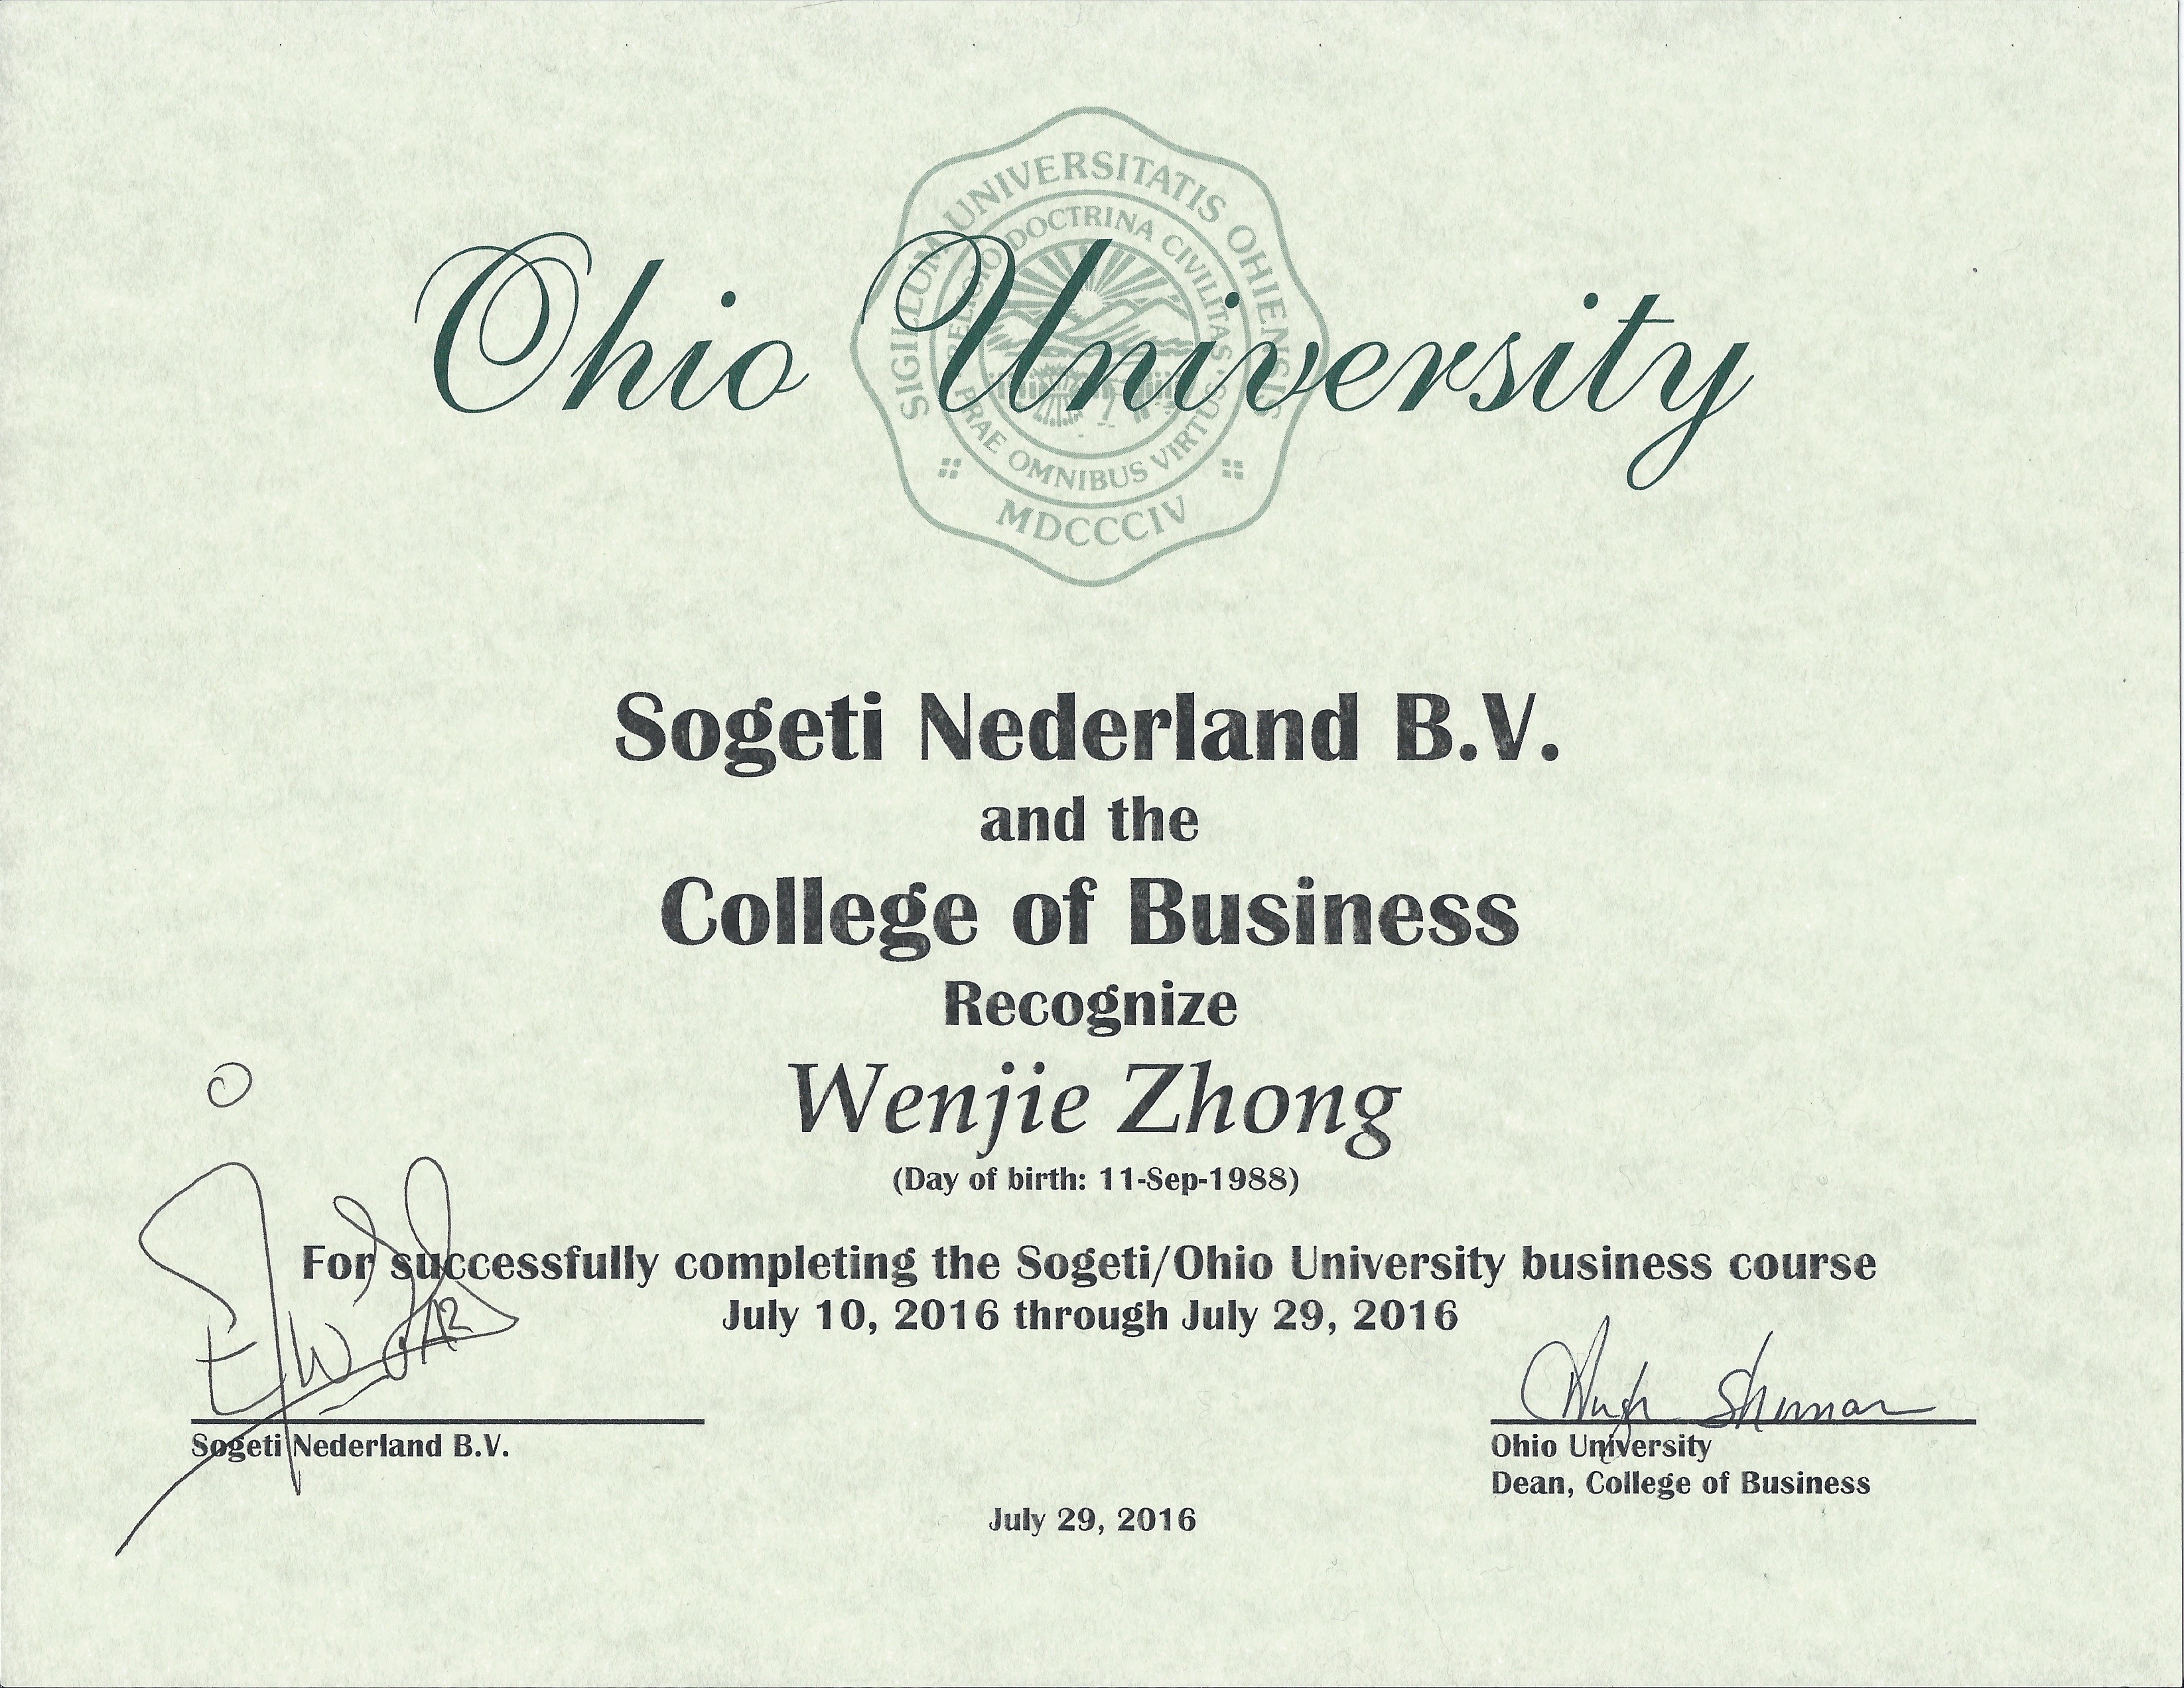 SIGILLUM UNIVERSITATIS OHIENSIS
RELIGIO DOCTRINA CIVILITAS
PRAE OMNIBUS VIRTUS
MDCCCIV
Ohio University
Sogeti Nederland B.V.
and the
College of Business
Recognize
Wenjie Zhong
(Day of birth: 11-Sep-1988)
For successfully completing the Sogeti/Ohio University business course
July 10, 2016 through July 29, 2016
Sogeti Nederland B.V.
Hugh Sherman
Ohio University
Dean, College of Business
July 29, 2016